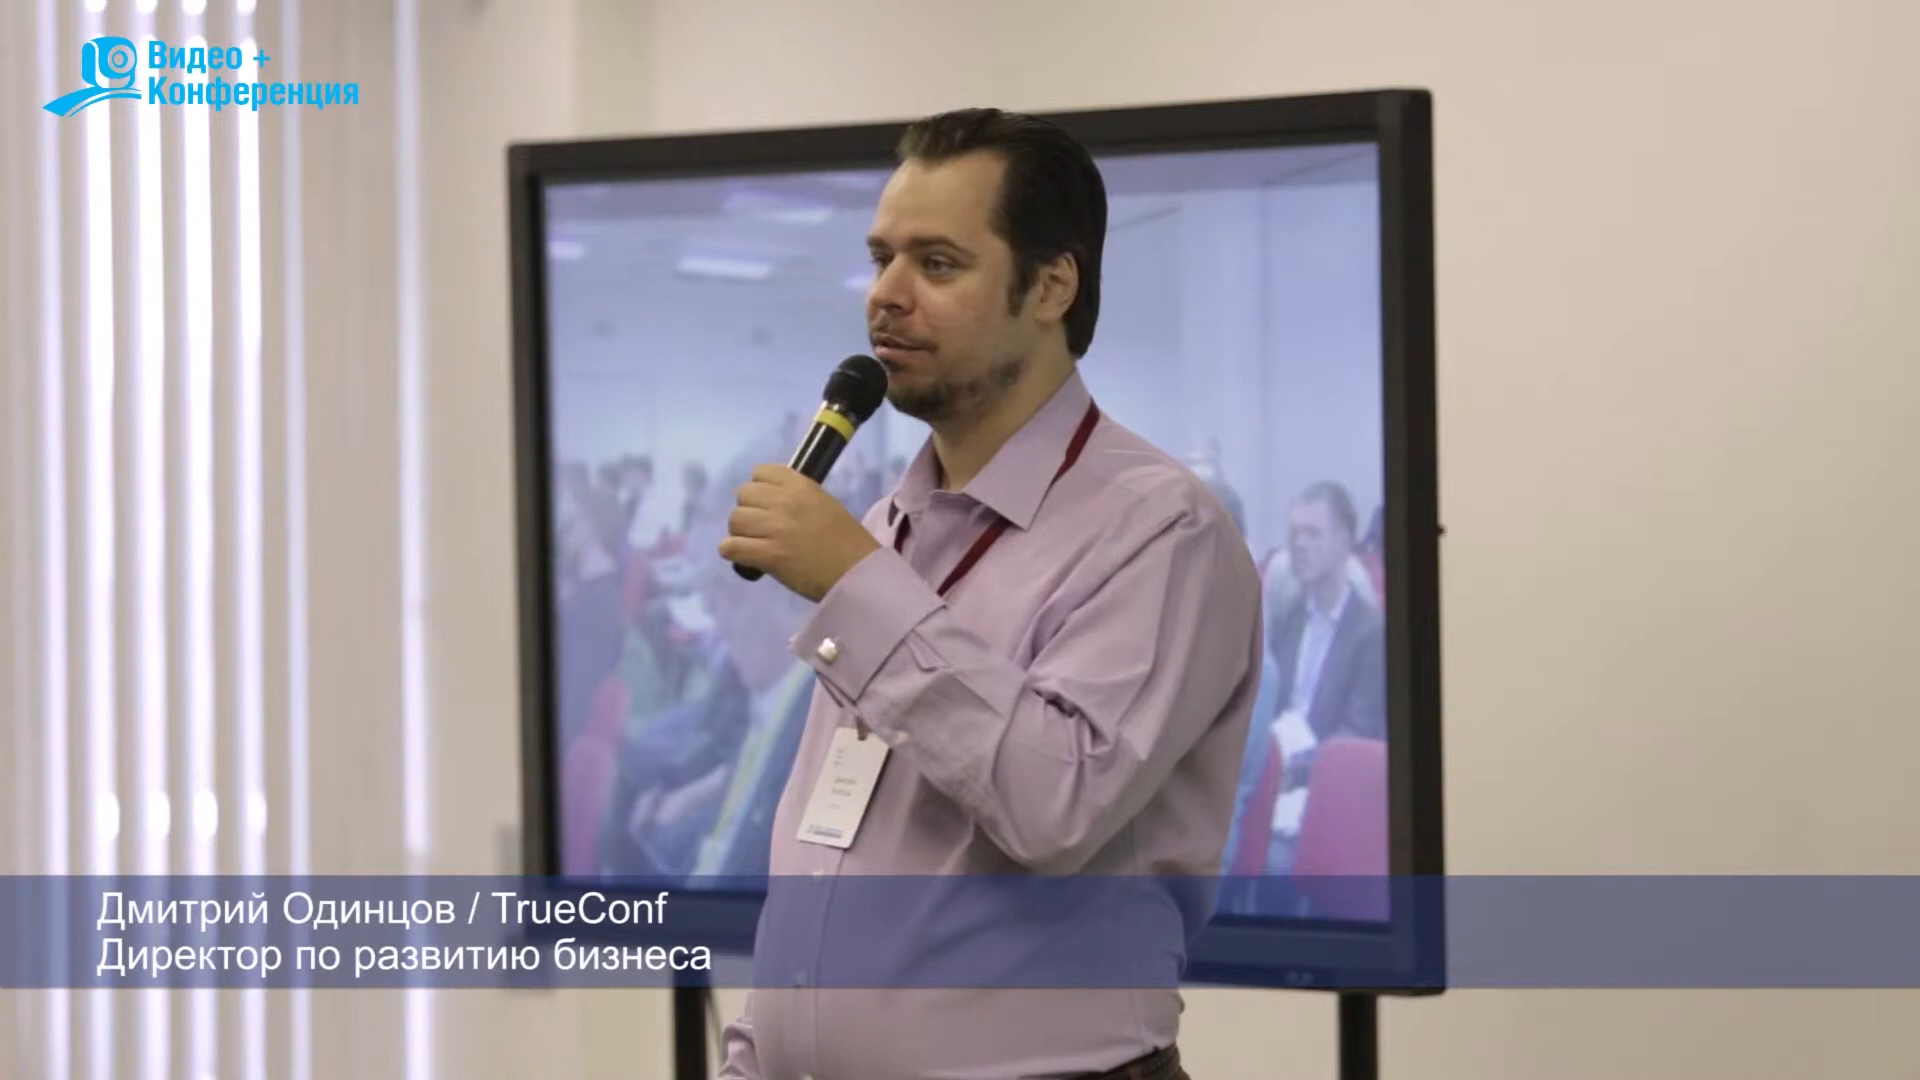 Видео +
Конференция
Дмитрий Одинцов / TrueConf
Директор по развитию бизнеса